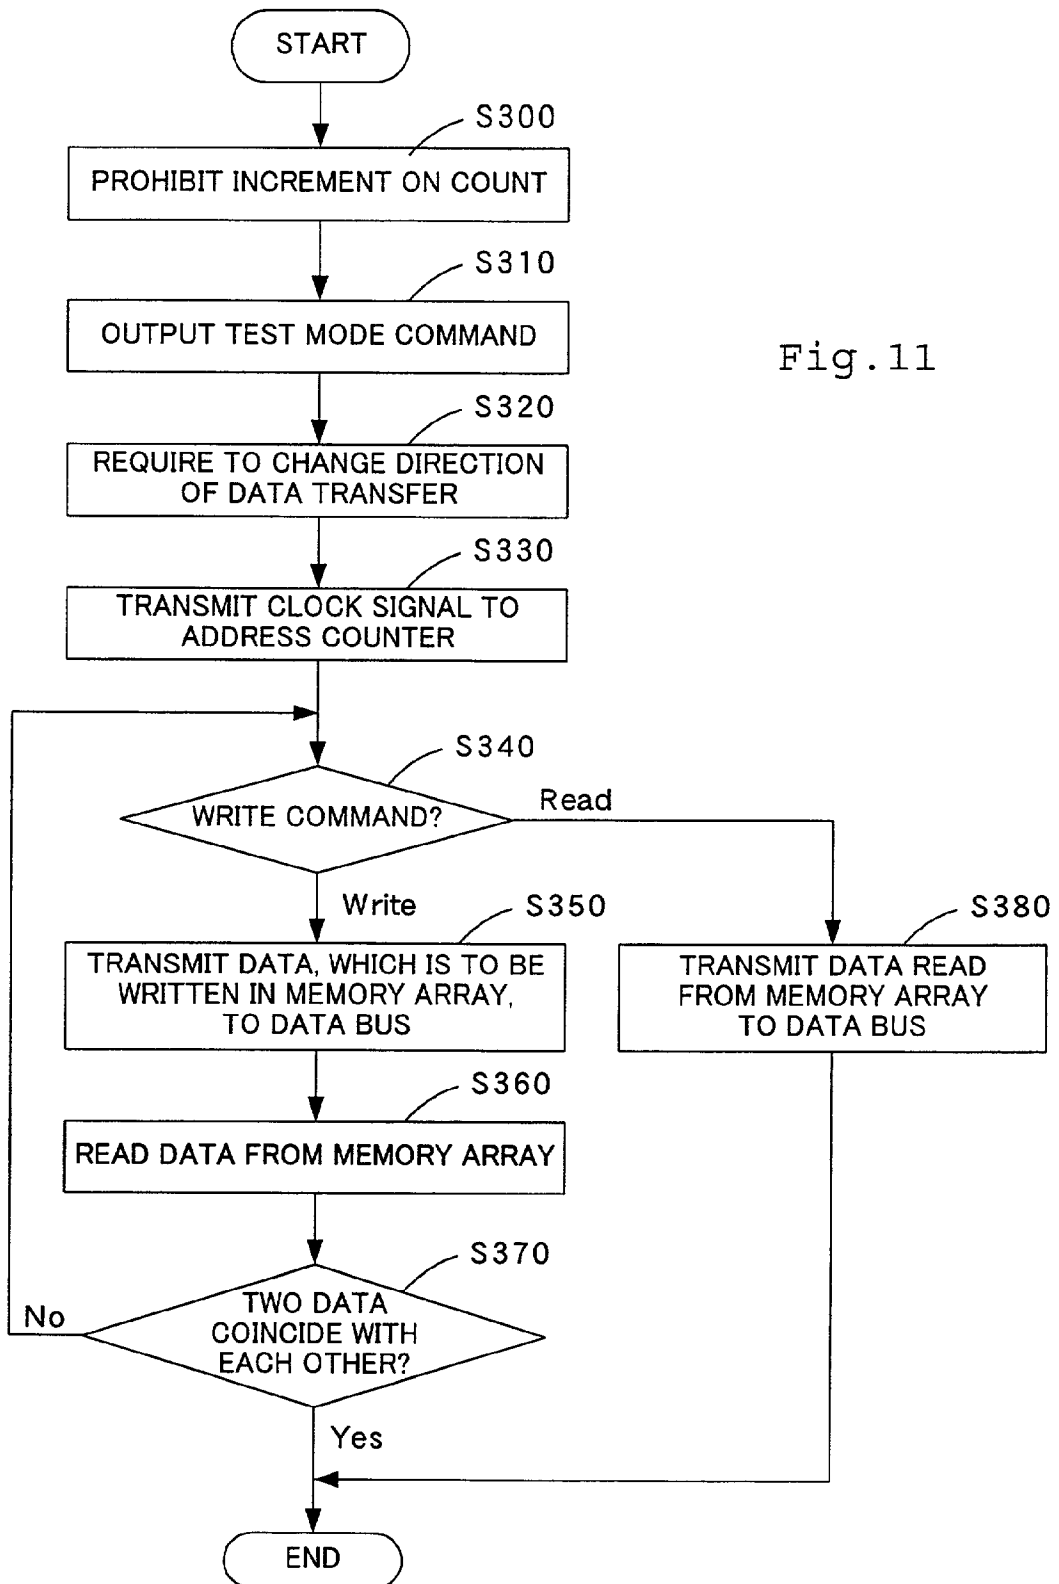 START
S300
PROHIBIT INCREMENT ON COUNT
S310
OUTPUT TEST MODE COMMAND
Fig.11
S320
REQUIRE TO CHANGE DIRECTION
OF DATA TRANSFER
S330
TRANSMIT CLOCK SIGNAL TO
ADDRESS COUNTER
S340
WRITE COMMAND?
Read
Write
S350
TRANSMIT DATA, WHICH IS TO BE
WRITTEN IN MEMORY ARRAY,
TO DATA BUS
S380
TRANSMIT DATA READ
FROM MEMORY ARRAY
TO DATA BUS
S360
READ DATA FROM MEMORY ARRAY
S370
TWO DATA
COINCIDE WITH
EACH OTHER?
No
Yes
END